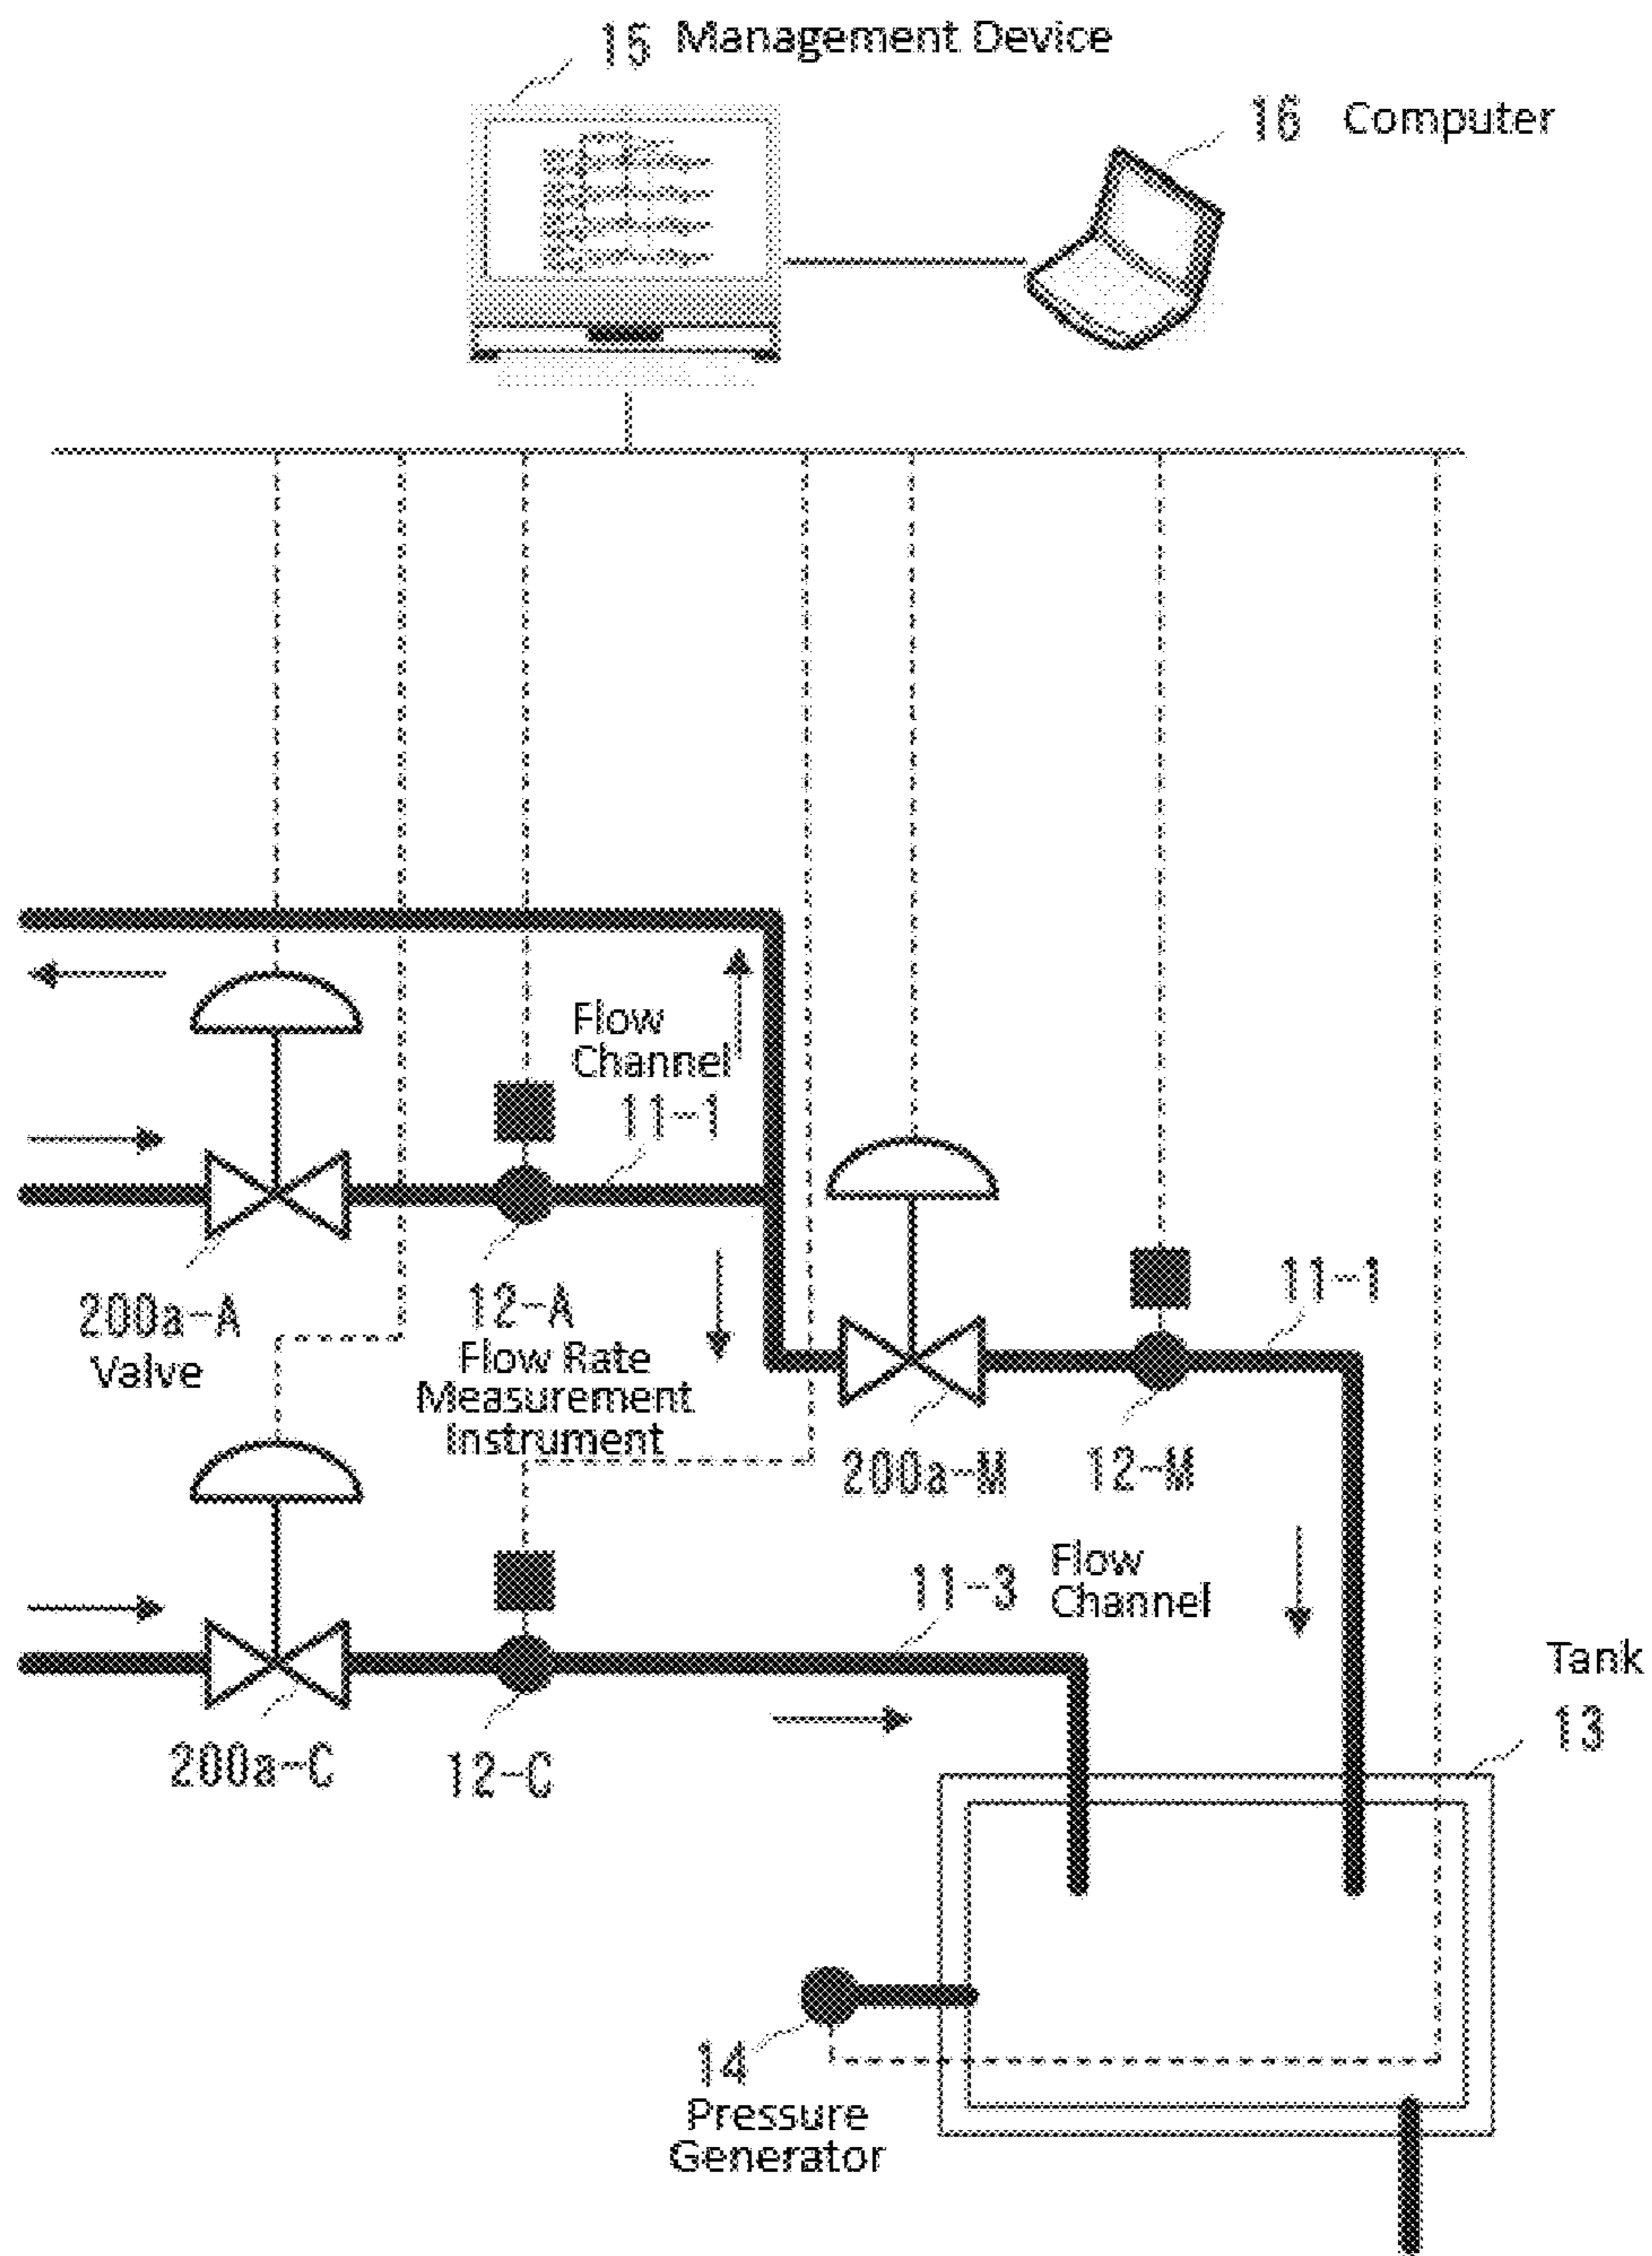 15 Management Device
16 Computer
Flow
Channel
11-1
200a-A
Valve
12-A
Flow Rate
Measurement
Instrument
11-1
200a-M
12-M
11-3
Flow
Channel
200a-C
12-C
Tank
13
14
Pressure
Generator